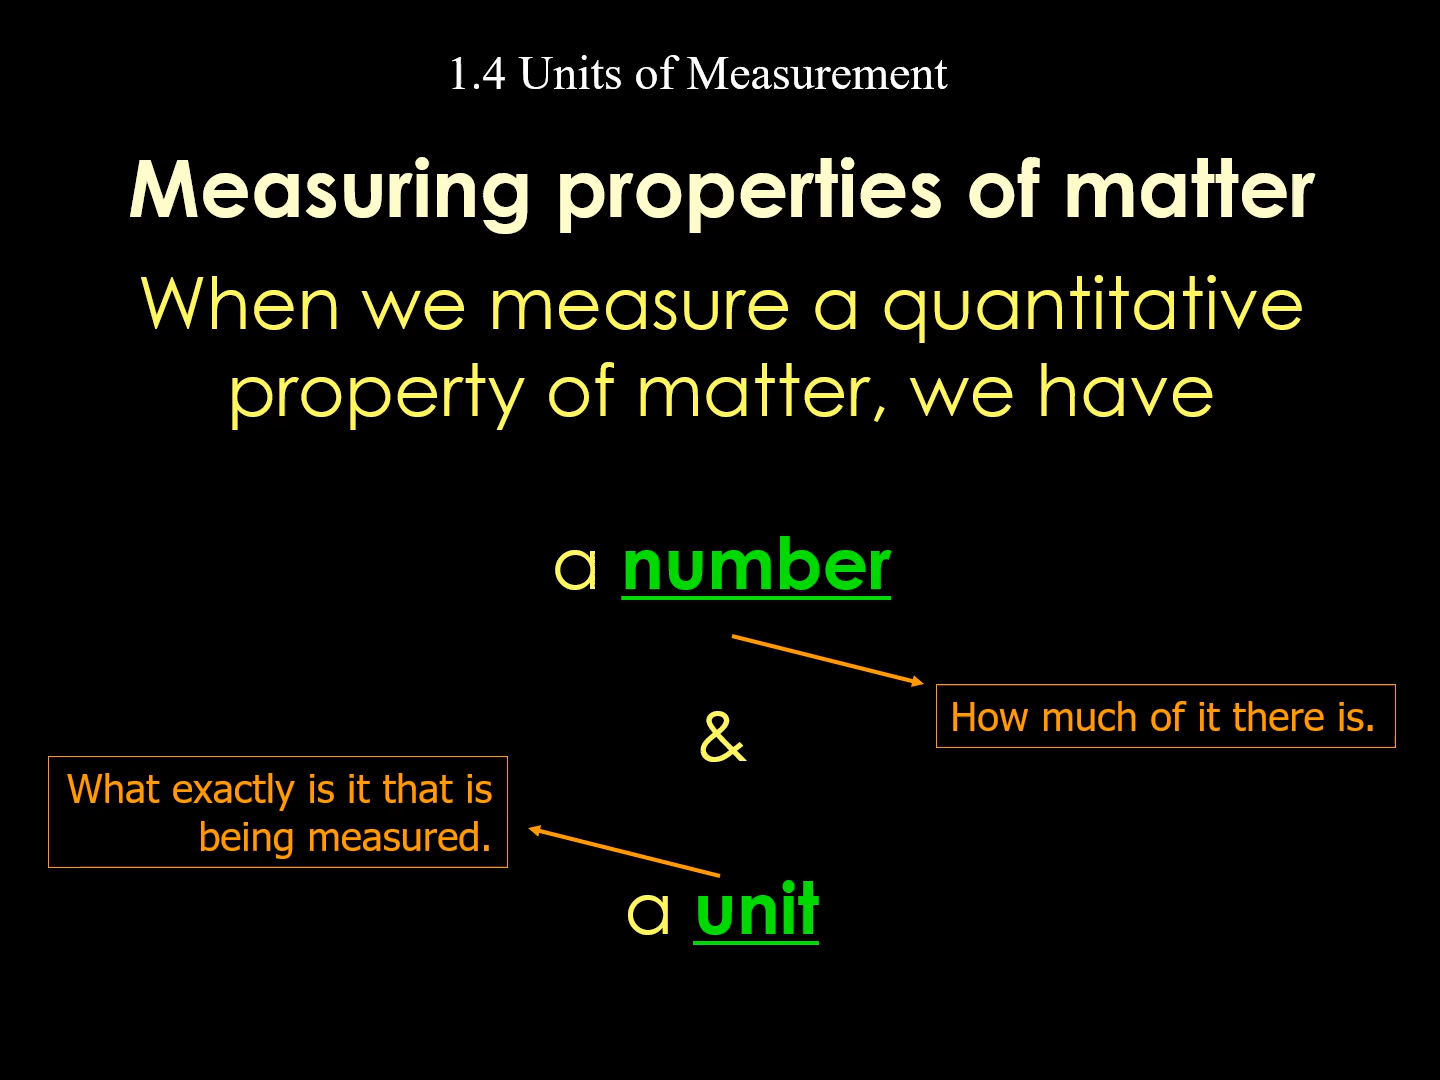 1.4 Units of Measurement
Measuring properties of matter
When we measure a quantitative
property of matter, we have
a number
How much of it there is.
&
What exactly is it that is
being measured.
a unit